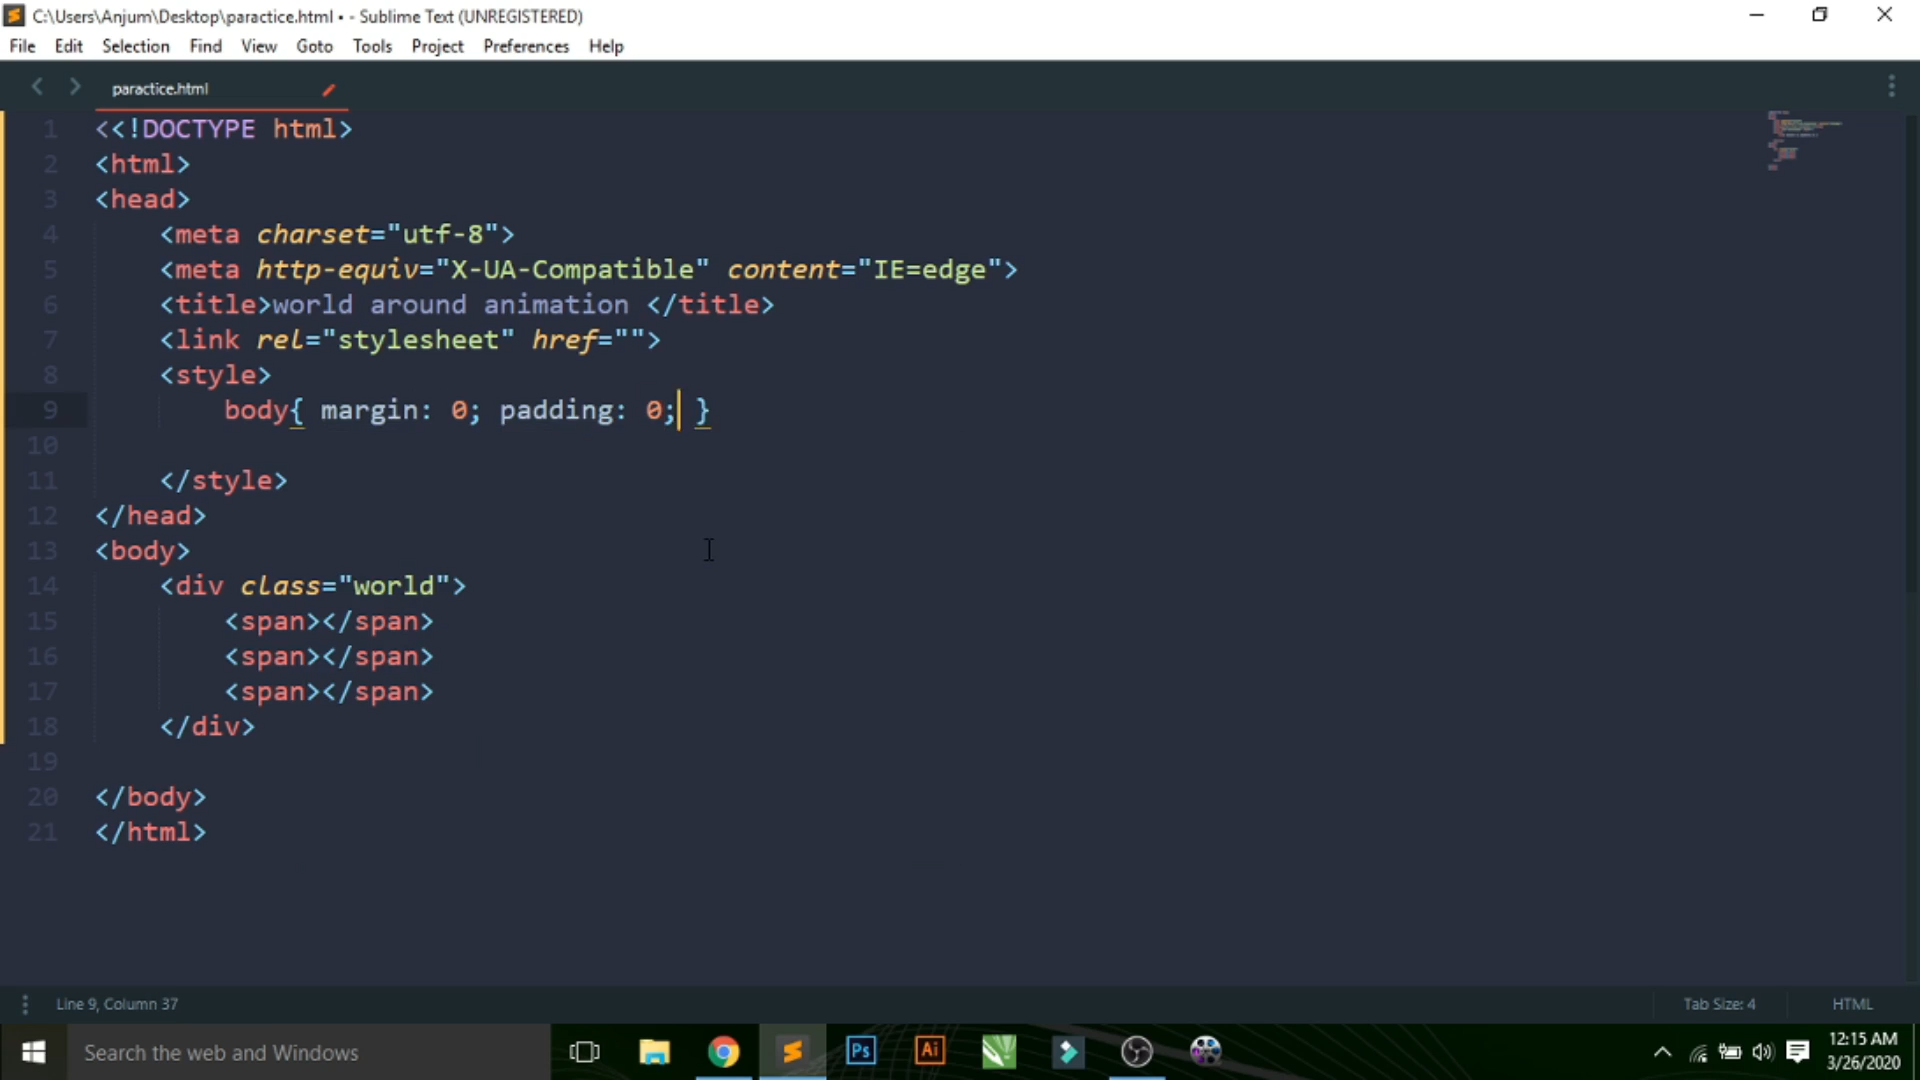 C:\Users\Anjum\Desktop\paractice.html • - Sublime Text (UNREGISTERED)
File Edit Selection Find View Goto Tools Project Preferences Help
paractice.html
1 <<!DOCTYPE html>
2 <html>
3 <head>
4 <meta charset="utf-8">
5 <meta http-equiv="X-UA-Compatible" content="IE=edge">
6 <title>world around animation </title>
7 <link rel="stylesheet" href="">
8 <style>
9 body{ margin: 0; padding: 0; }
10
11 </style>
12 </head>
13 <body>
14 <div class="world">
15 <span></span>
16 <span></span>
17 <span></span>
18 </div>
19
20 </body>
21 </html>
Line 9, Column 37 Tab Size: 4 HTML
Search the web and Windows
Ps Ai
12:15 AM
3/26/2020